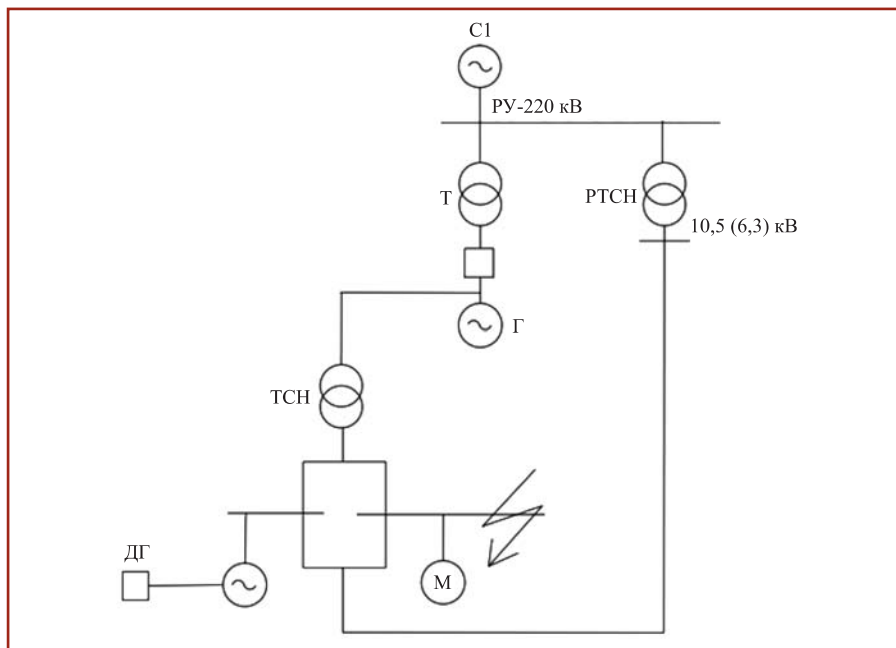 С1
РУ-220 кВ
Т
РТСН
10,5 (6,3) кВ
Г
ТСН
ДГ
М